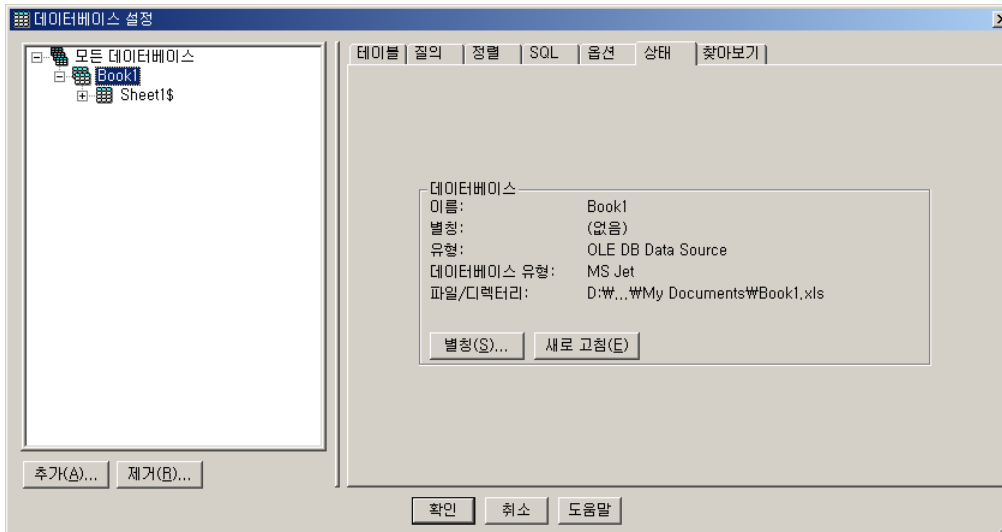 데이터베이스 설정
모든 데이터베이스
Book1
Sheet1$
추가(A)... 제거(R)...
테이블 질의 정렬 SQL 옵션 상태 찾아보기
데이터베이스
이름: Book1
별칭: (없음)
유형: OLE DB Data Source
데이터베이스 유형: MS Jet
파일/디렉터리: D:₩...₩My Documents₩Book1.xls
별칭(S)... 새로 고침(E)
확인 취소 도움말